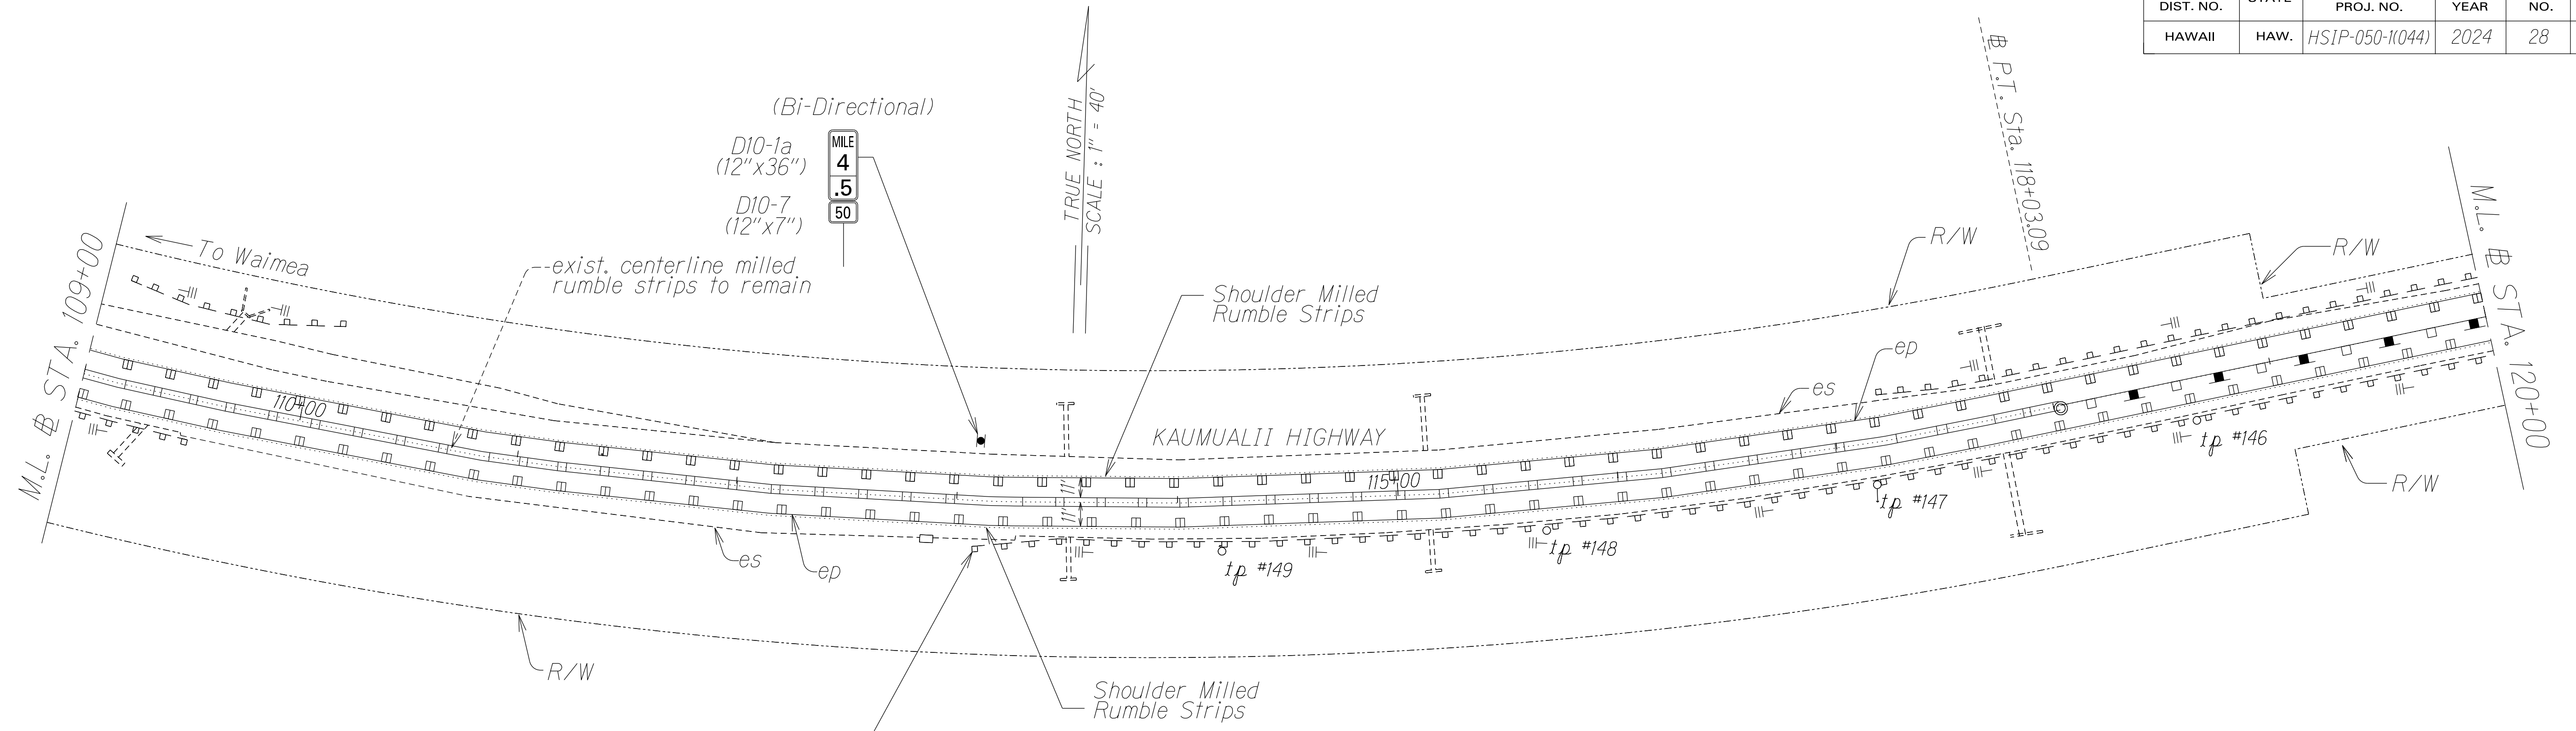 DIST. NO.
STATE
PROJ. NO.
YEAR
NO.
HAWAII
HAW.
HSIP-050-1(044)
2024
28
(Bi-Directional)
D10-1a
(12"x36")
MILE
4
.5
D10-7
(12"x7")
50
TRUE NORTH
SCALE : 1" = 40'
℄ P.T. Sta. 118+03.09
M.L. ℄ STA. 109+00
To Waimea
exist. centerline milled
rumble strips to remain
Shoulder Milled
Rumble Strips
R/W
R/W
M.L. ℄ STA. 120+00
110+00
KAUMUALII HIGHWAY
11'
11'
115+00
es
ep
es
ep
tp #149
tp #148
tp #147
tp #146
R/W
R/W
Shoulder Milled
Rumble Strips